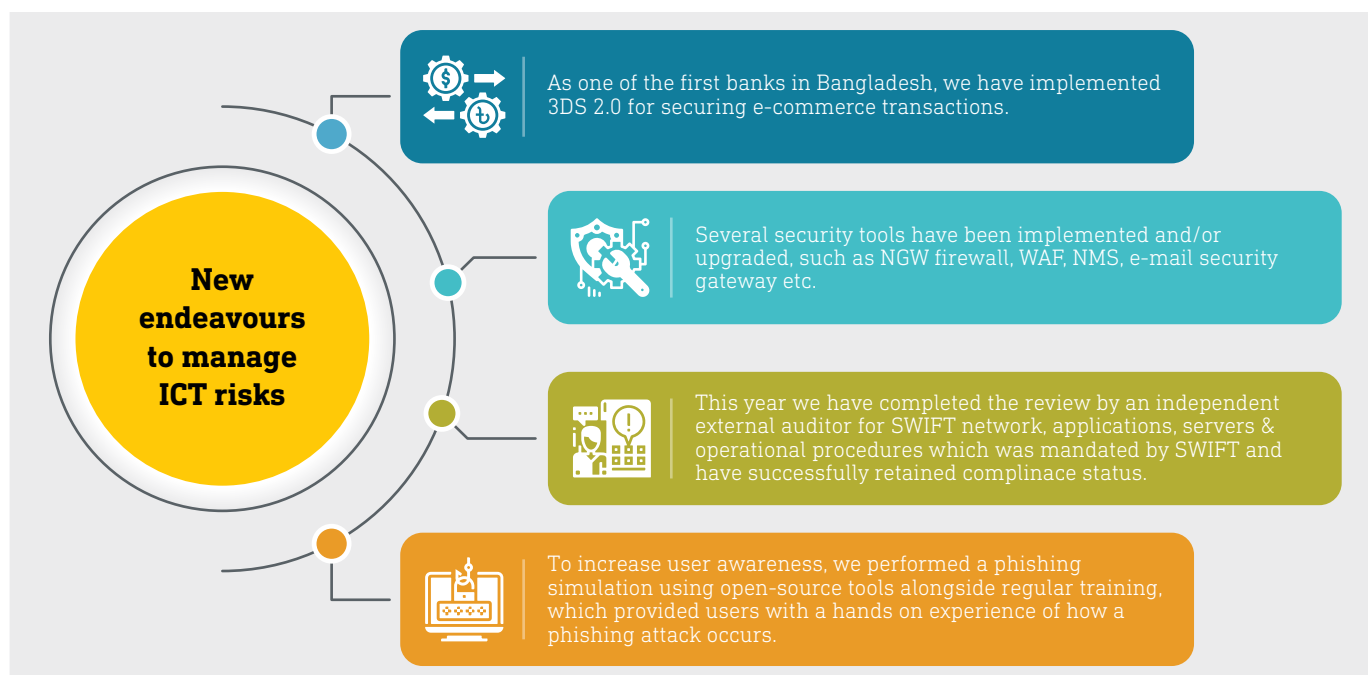 New
endeavours
to manage
ICT risks
As one of the first banks in Bangladesh, we have implemented
3DS 2.0 for securing e-commerce transactions.
Several security tools have been implemented and/or
upgraded, such as NGW firewall, WAF, NMS, e-mail security
gateway etc.
This year we have completed the review by an independent
external auditor for SWIFT network, applications, servers &
operational procedures which was mandated by SWIFT and
have successfully retained complinace status.
To increase user awareness, we performed a phishing
simulation using open-source tools alongside regular training,
which provided users with a hands on experience of how a
phishing attack occurs.